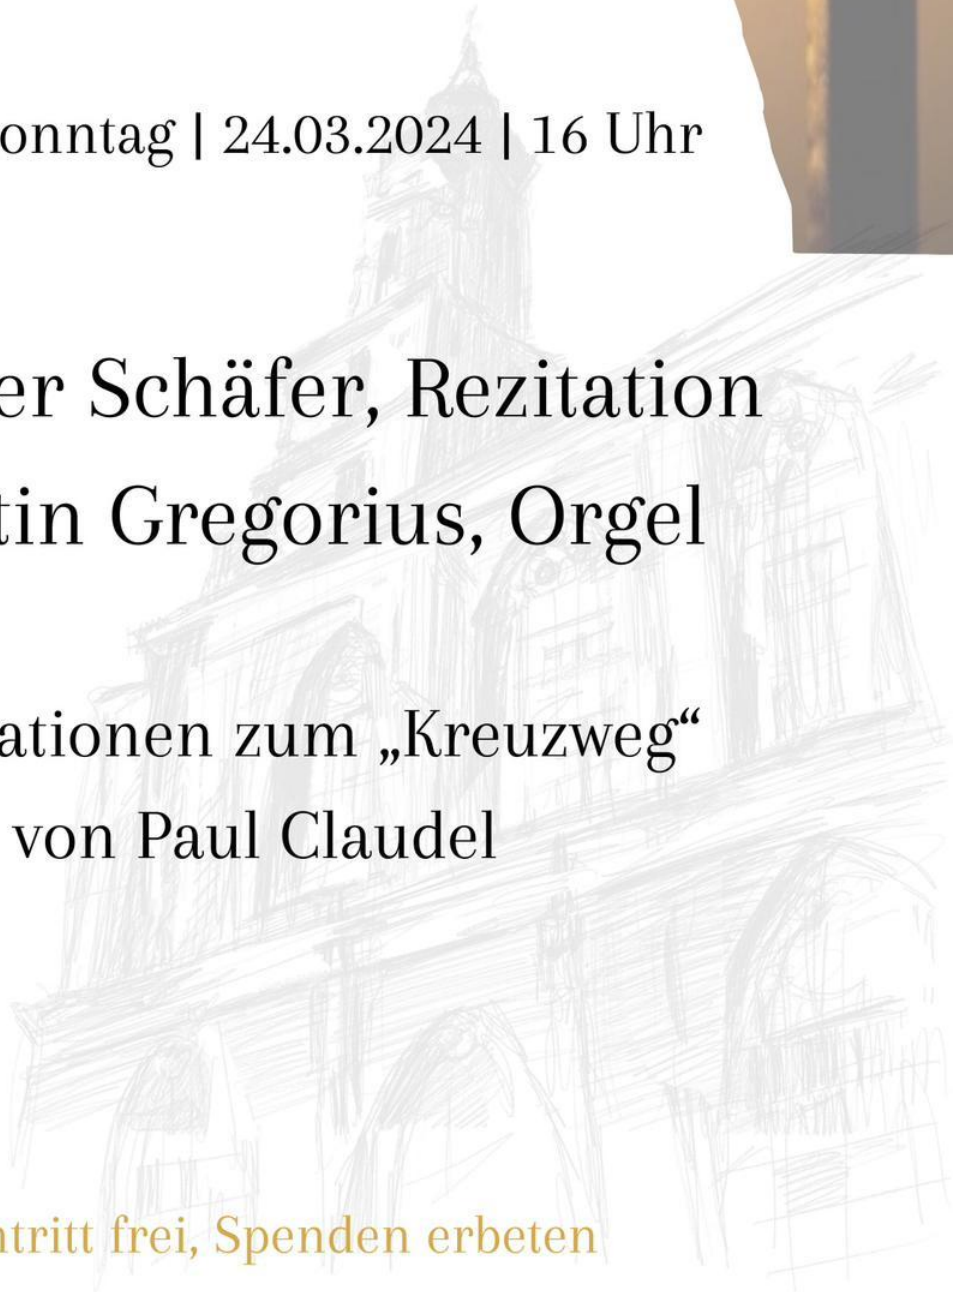 onntag | 24.03.2024 | 16 Uhr
er Schäfer, Rezitation
tin Gregorius, Orgel
ationen zum „Kreuzweg“
von Paul Claudel
ntritt frei, Spenden erbeten